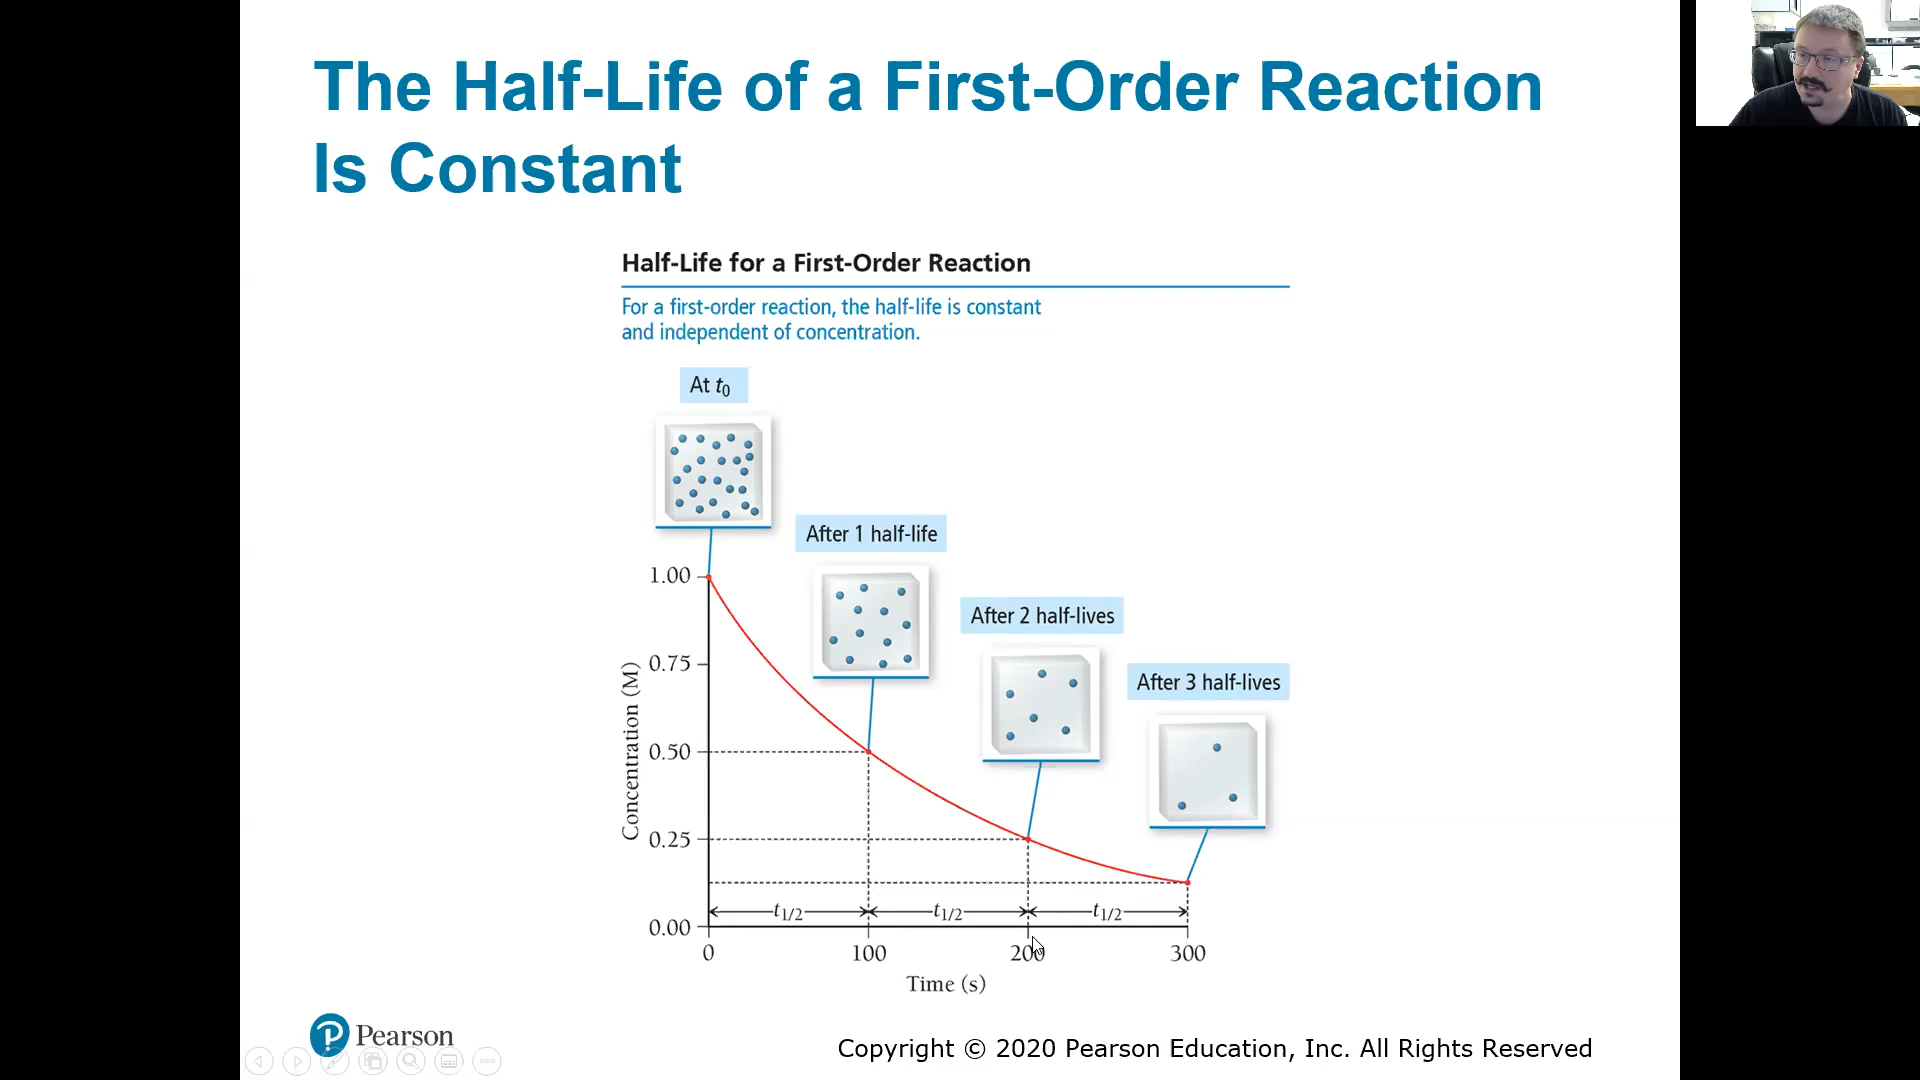 The Half-Life of a First-Order Reaction
Is Constant
Half-Life for a First-Order Reaction
For a first-order reaction, the half-life is constant
and independent of concentration.
At t0
After 1 half-life
After 2 half-lives
After 3 half-lives
1.00
0.75
0.50
0.25
0.00
Concentration (M)
t1/2
t1/2
t1/2
0
100
200
300
Time (s)
Pearson
Copyright © 2020 Pearson Education, Inc. All Rights Reserved